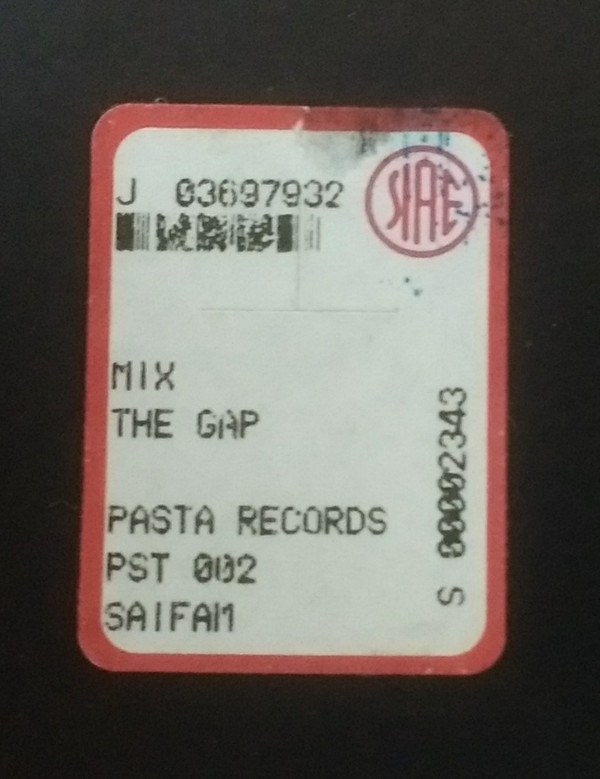 J 03697932
SIAE
MIX
THE GAP
PASTA RECORDS
PST 002
SAIFAM
S 00002343